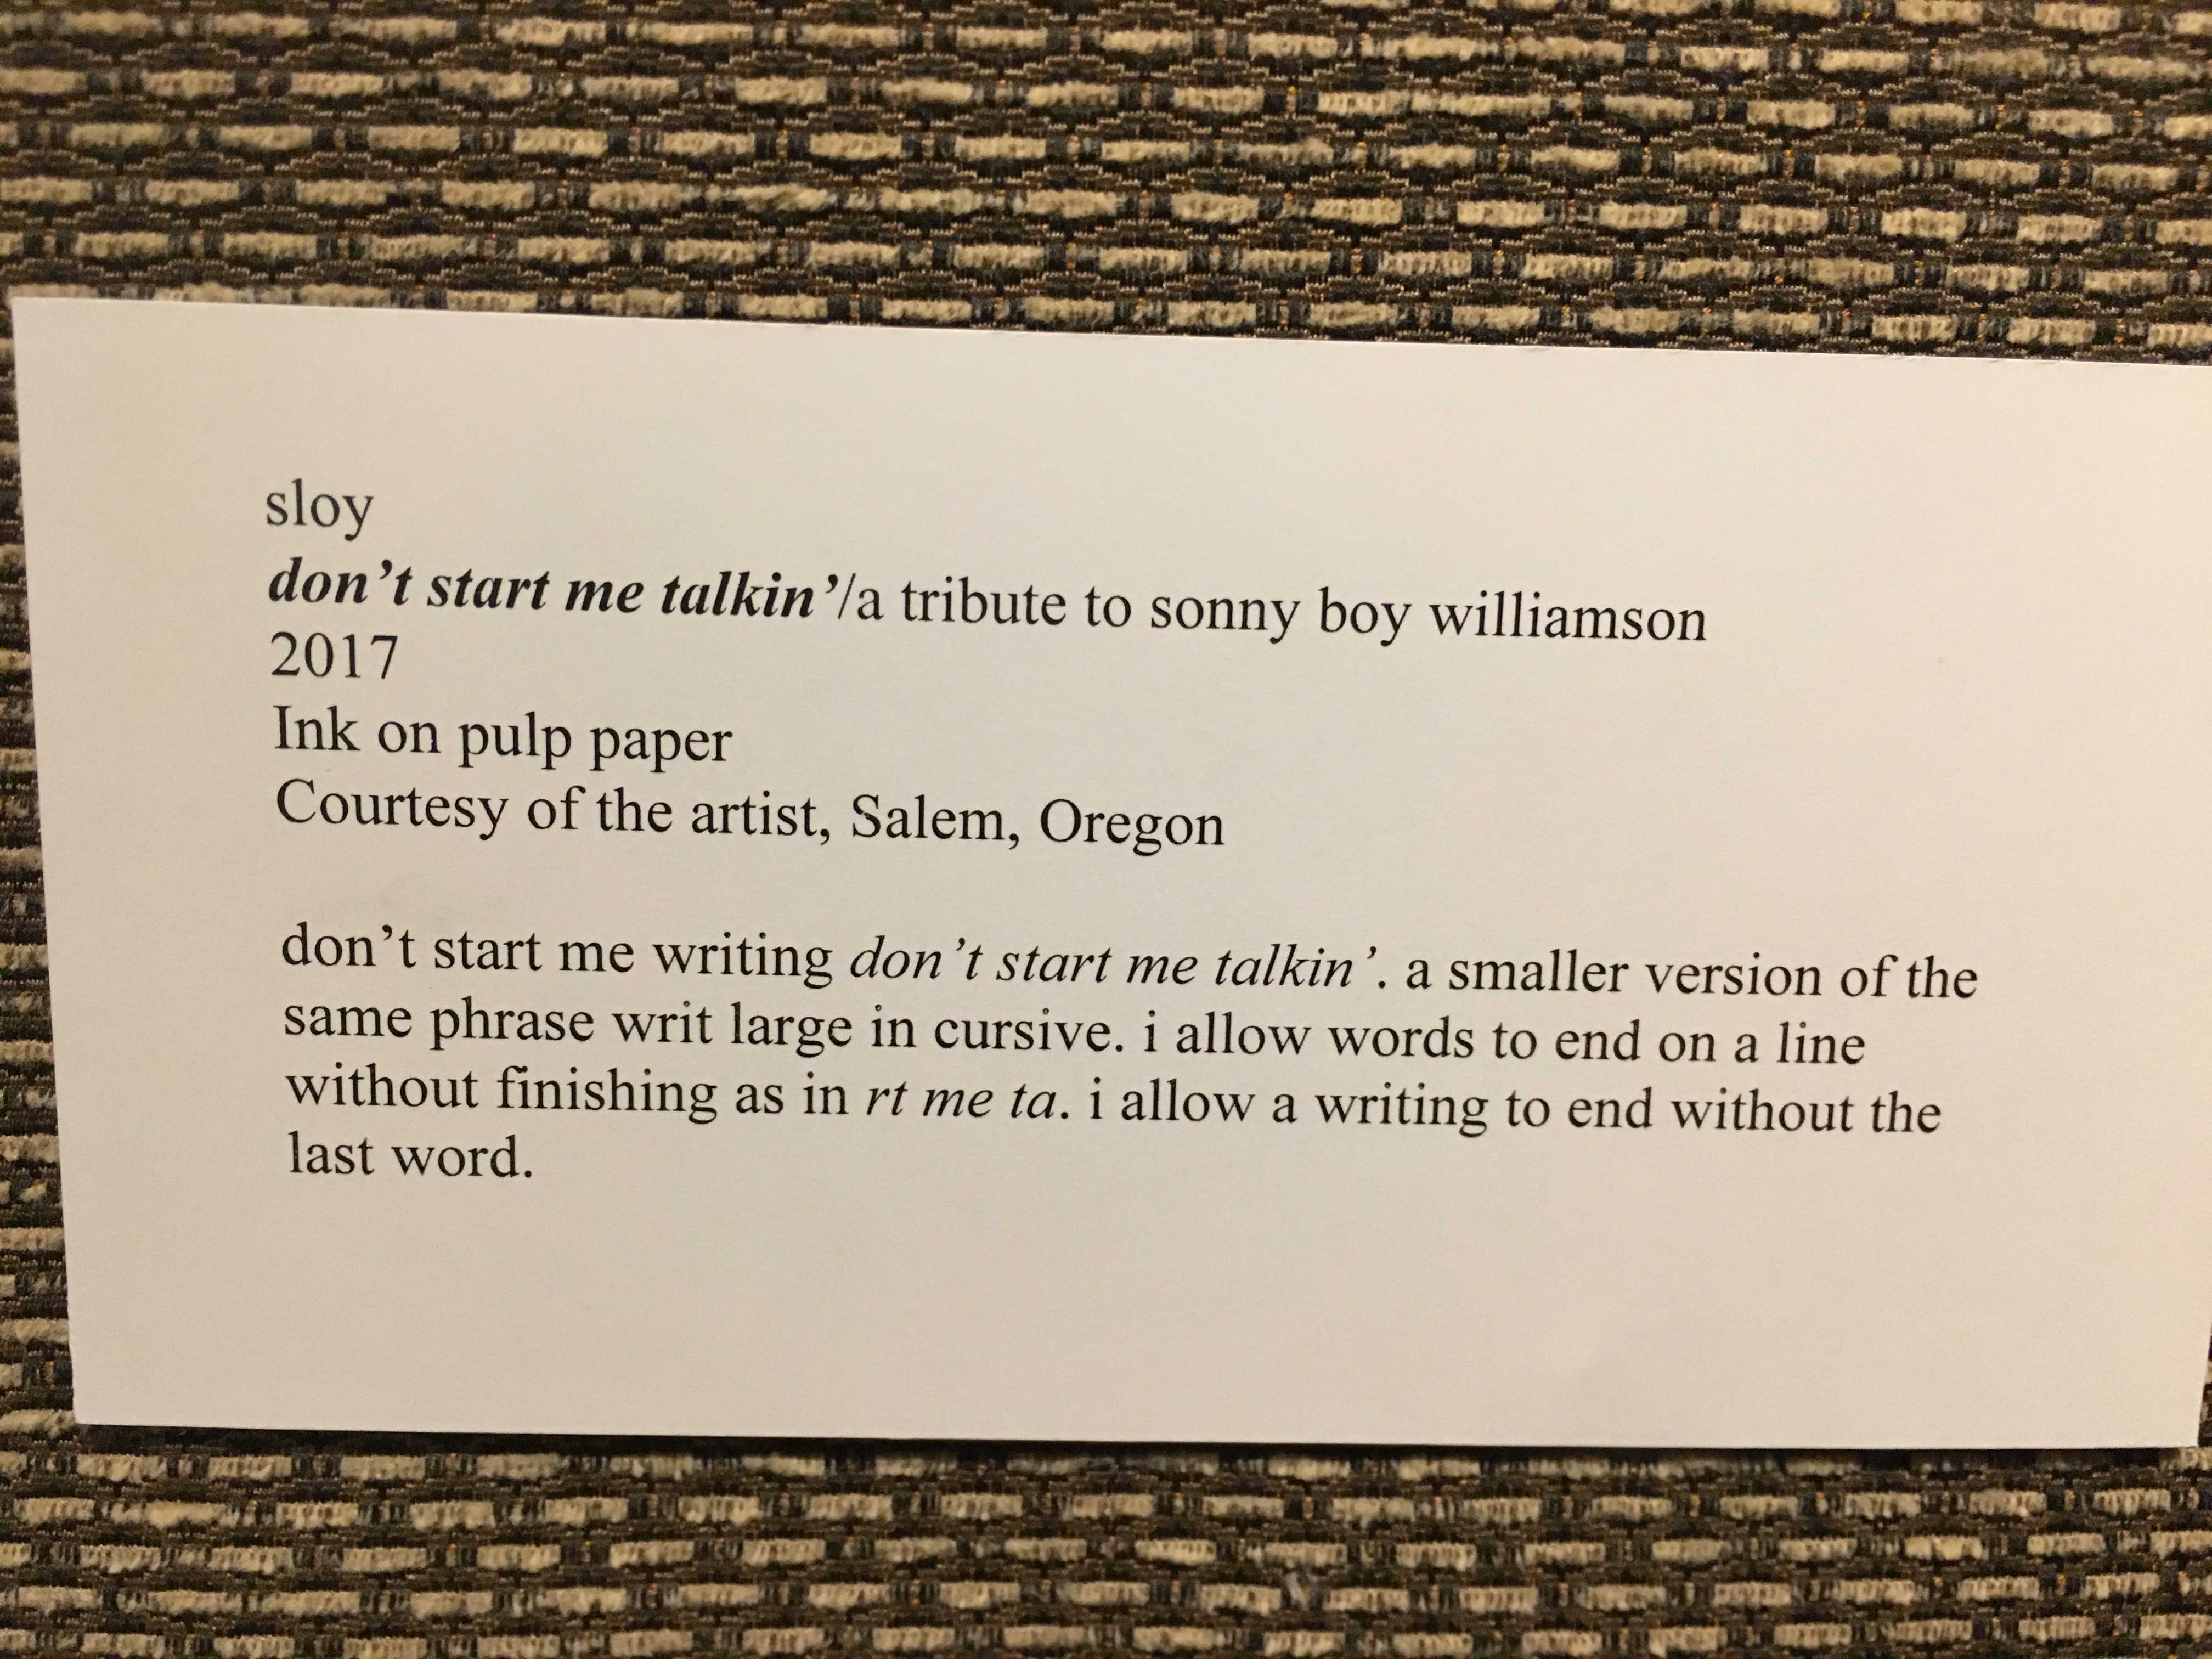 sloy
don’t start me talkin’/a tribute to sonny boy williamson
2017
Ink on pulp paper
Courtesy of the artist, Salem, Oregon
don’t start me writing don’t start me talkin’. a smaller version of the
same phrase writ large in cursive. i allow words to end on a line
without finishing as in rt me ta. i allow a writing to end without the
last word.